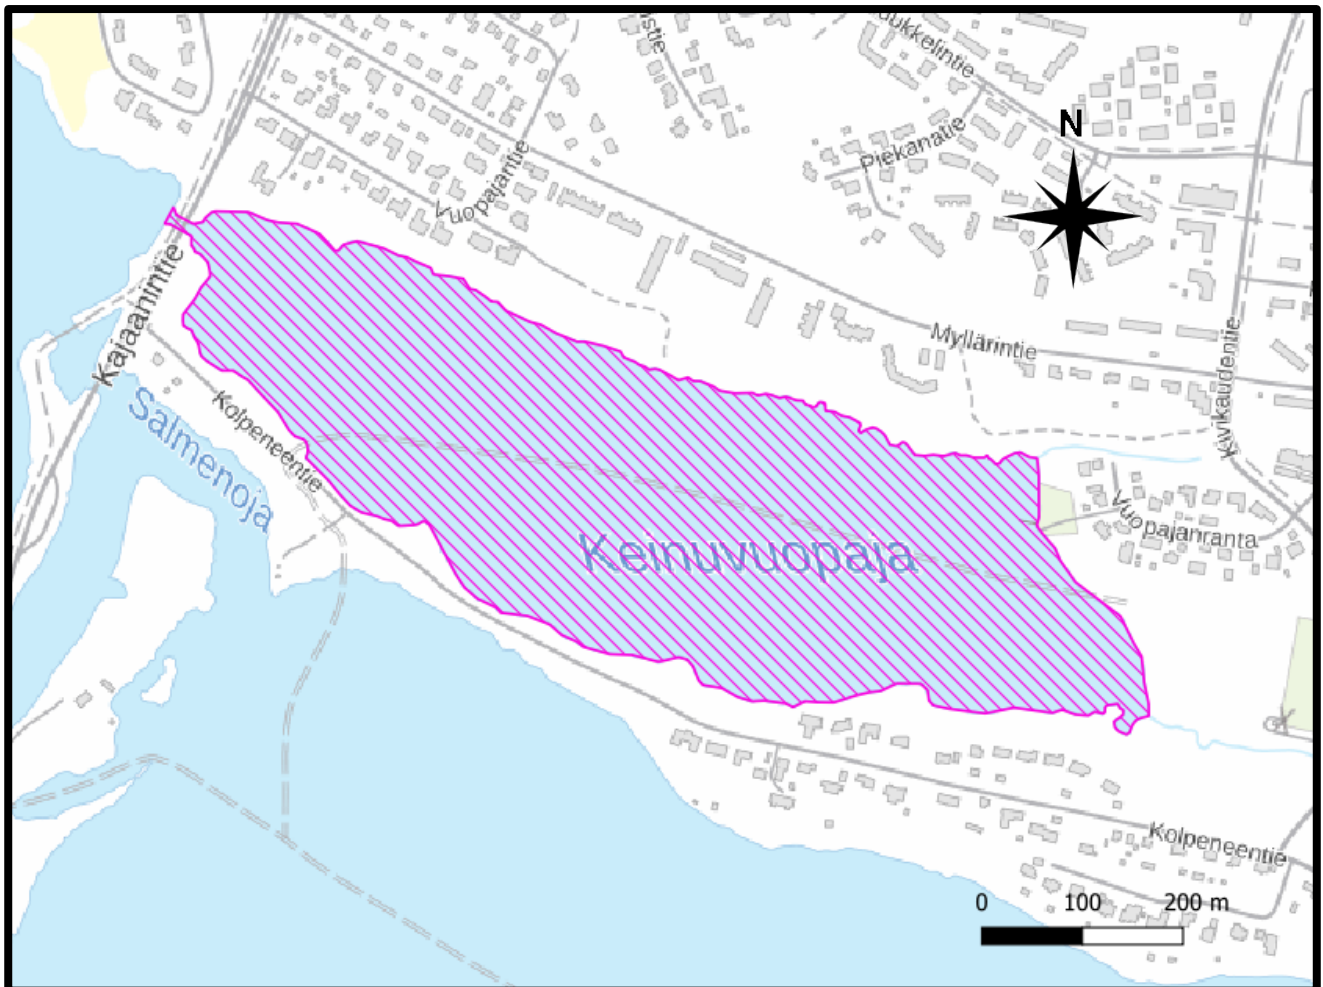 Piekanatie
N
Vuopajantie
Kajaanintie
Myllärintie
Kivikaudentie
Kolpeneentie
Salmenoja
Vuopajanranta
Keinuvuopaja
Kolpeneentie
0 100 200 m